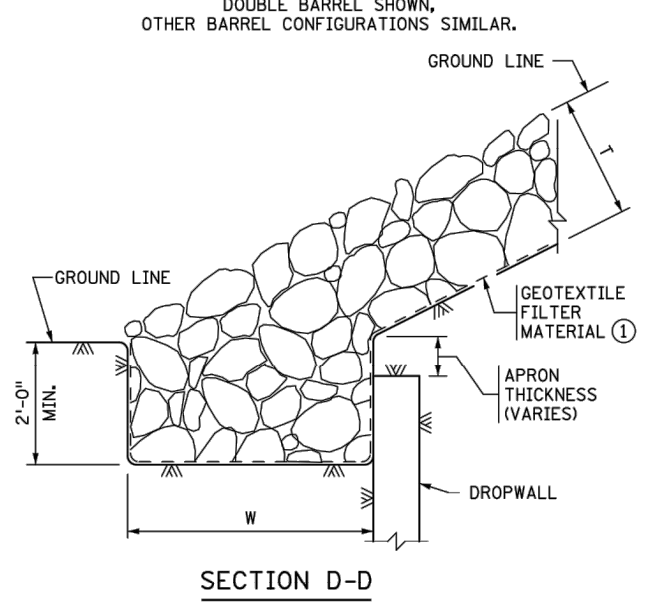 DOUBLE BARREL SHOWN,
OTHER BARREL CONFIGURATIONS SIMILAR.
GROUND LINE
T
GROUND LINE
GEOTEXTILE
FILTER
MATERIAL 1
2'-0"
MIN.
APRON
THICKNESS
(VARIES)
DROPWALL
W
SECTION D-D